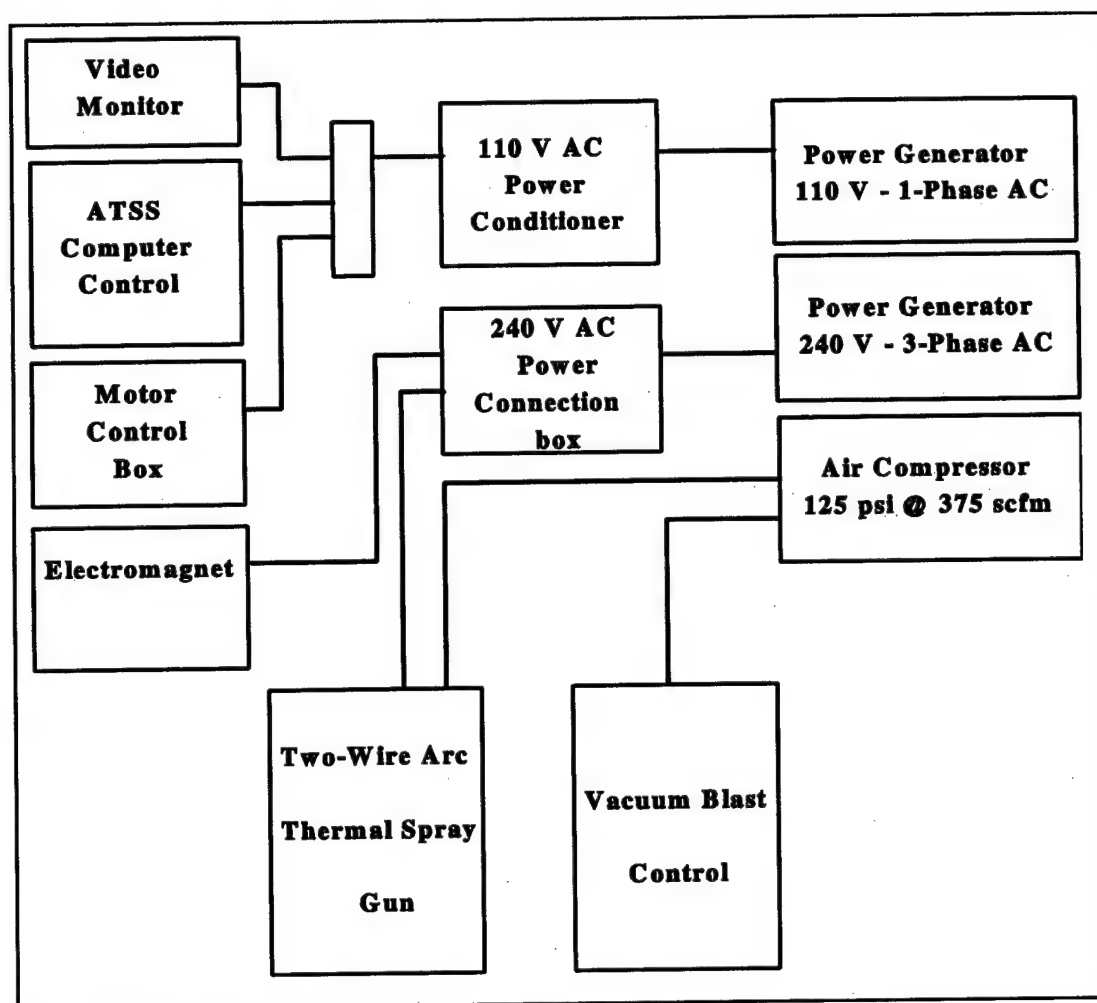 Video
Monitor
ATSS
Computer
Control
Motor
Control
Box
Electromagnet
110 V AC
Power
Conditioner
240 V AC
Power
Connection
box
Power Generator
110 V - 1-Phase AC
Power Generator
240 V - 3-Phase AC
Air Compressor
125 psi @ 375 scfm
Two-Wire Arc
Thermal Spray
Gun
Vacuum Blast
Control